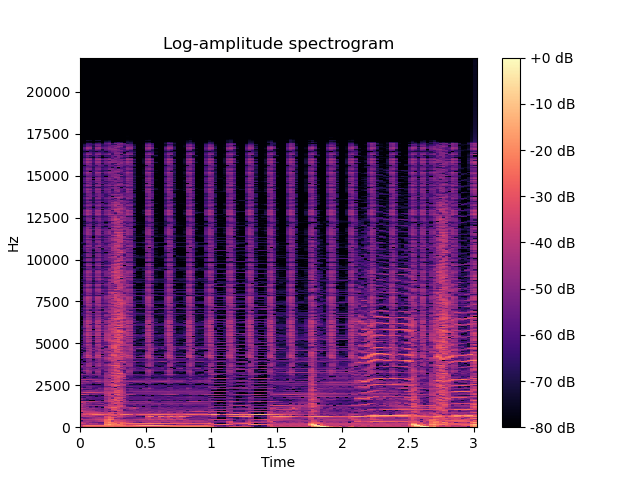 Log-amplitude spectrogram
Hz
20000
17500
15000
12500
10000
7500
5000
2500
0
0 0.5 1 1.5 2 2.5 3
Time
+0 dB
-10 dB
-20 dB
-30 dB
-40 dB
-50 dB
-60 dB
-70 dB
-80 dB